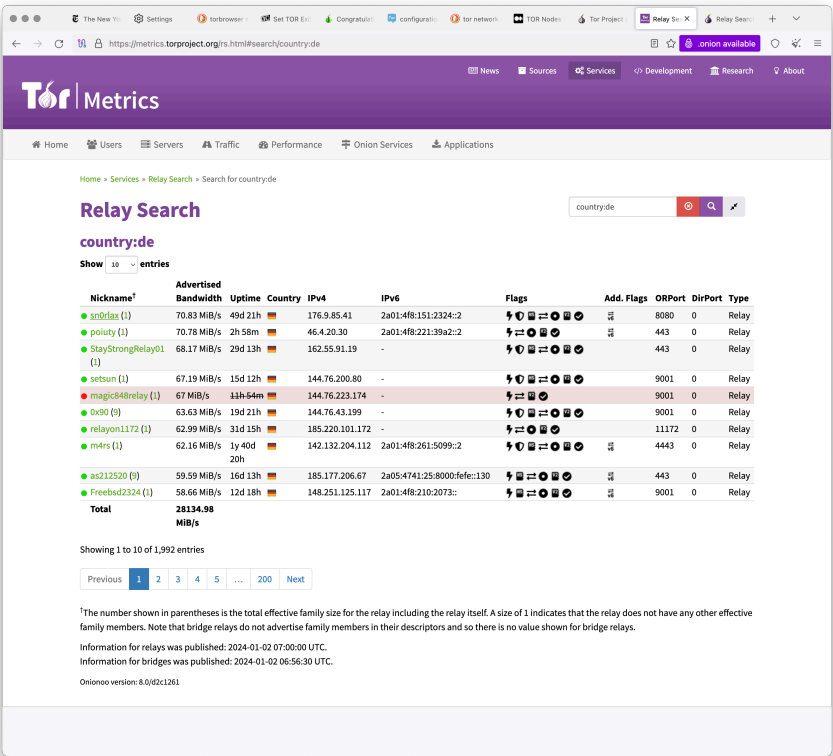 The New Yo
Settings
torbrowser
Set TOR Exi
Congratulat
configuratio
tor network
TOR Nodes
Tor Project
Relay Se
Relay Searc
https://metrics.torproject.org/rs.html#search/country:de
.onion available
News
Sources
Services
</> Development
Research
About
Tor | Metrics
Home
Users
Servers
Traffic
Performance
Onion Services
Applications
Home » Services » Relay Search » Search for country:de
Relay Search
country:de
country:de
Show 10 entries
Nickname† Advertised Bandwidth Uptime Country IPv4 IPv6 Flags Add. Flags ORPort DirPort Type
sn0rlax (1) 70.83 MiB/s 49d 21h 176.9.85.41 2a01:4f8:151:2324::2 8080 0 Relay
poiuty (1) 70.78 MiB/s 2h 58m 46.4.20.30 2a01:4f8:221:39a2::2 443 0 Relay
StayStrongRelay01 (1) 68.17 MiB/s 29d 13h 162.55.91.19 - 443 0 Relay
setsun (1) 67.19 MiB/s 15d 12h 144.76.200.80 - 9001 0 Relay
magic848relay (1) 67 MiB/s 11h 54m 144.76.223.174 - 9001 0 Relay
0x90 (9) 63.63 MiB/s 19d 21h 144.76.43.199 - 9001 0 Relay
relayon1172 (1) 62.99 MiB/s 31d 15h 185.220.101.172 - 11172 0 Relay
m4rs (1) 62.16 MiB/s 1y 40d 20h 142.132.204.112 2a01:4f8:261:5099::2 4443 0 Relay
as212520 (9) 59.59 MiB/s 16d 13h 185.177.206.67 2a05:4741:25:8000:fefe::130 443 0 Relay
Freebsd2324 (1) 58.66 MiB/s 12d 18h 148.251.125.117 2a01:4f8:210:2073:: 9001 0 Relay
Total 28134.98 MiB/s
Showing 1 to 10 of 1,992 entries
Previous 1 2 3 4 5 … 200 Next
†The number shown in parentheses is the total effective family size for the relay including the relay itself. A size of 1 indicates that the relay does not have any other effective
family members. Note that bridge relays do not advertise family members in their descriptors and so there is no value shown for bridge relays.
Information for relays was published: 2024-01-02 07:00:00 UTC.
Information for bridges was published: 2024-01-02 06:56:30 UTC.
Onionoo version: 8.0/d2c1261